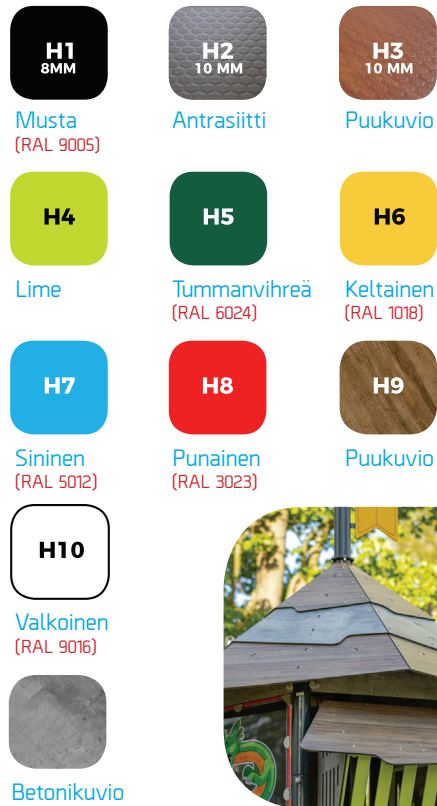 H1
8MM
Musta
(RAL 9005)
H2
10 MM
Antrasiitti
H3
10 MM
Puukuvio
H4
Lime
H5
Tummanvihreä
(RAL 6024)
H6
Keltainen
(RAL 1018)
H7
Sininen
(RAL 5012)
H8
Punainen
(RAL 3023)
H9
Puukuvio
H10
Valkoinen
(RAL 9016)
Betonikuvio